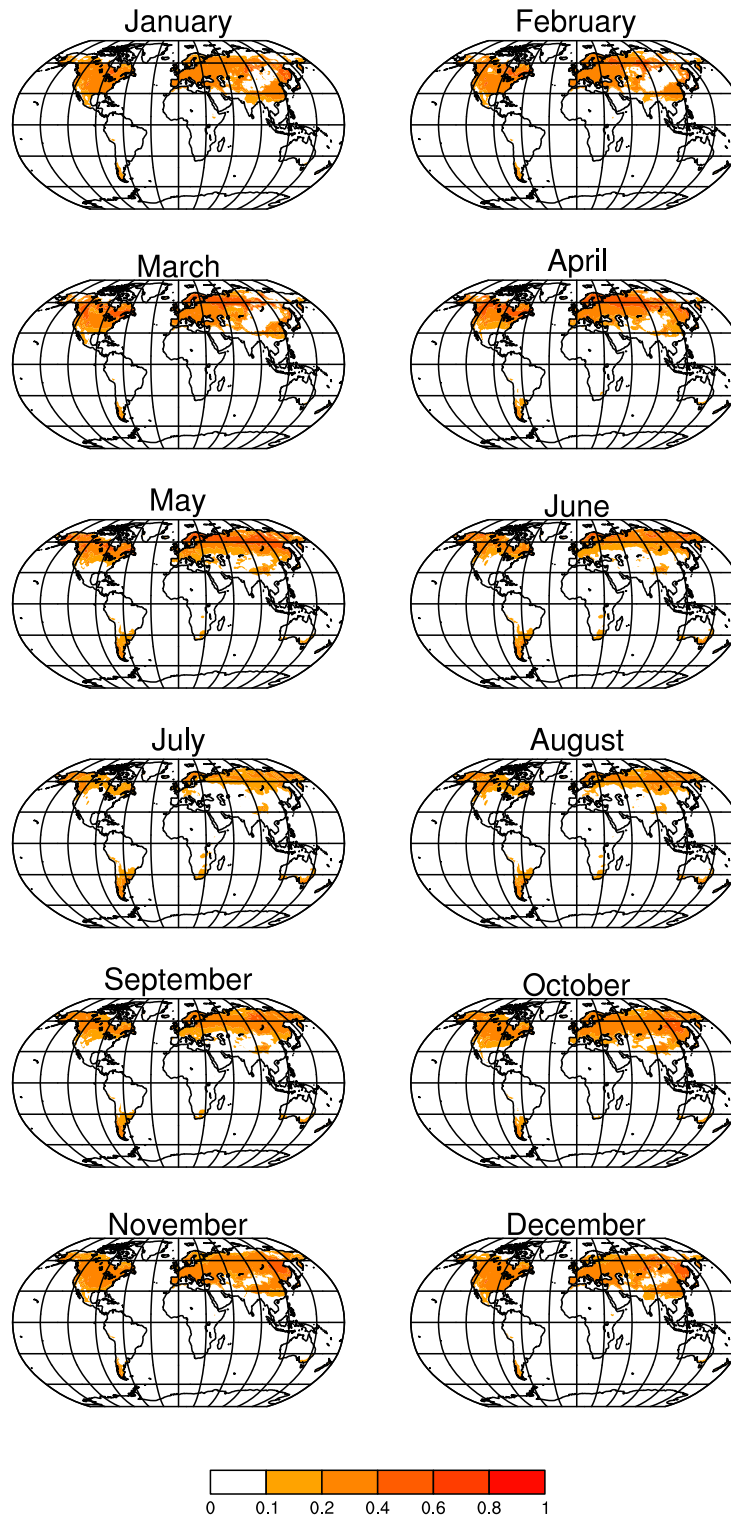 January February
March April
May June
July August
September October
November December
0 0.1 0.2 0.4 0.6 0.8 1